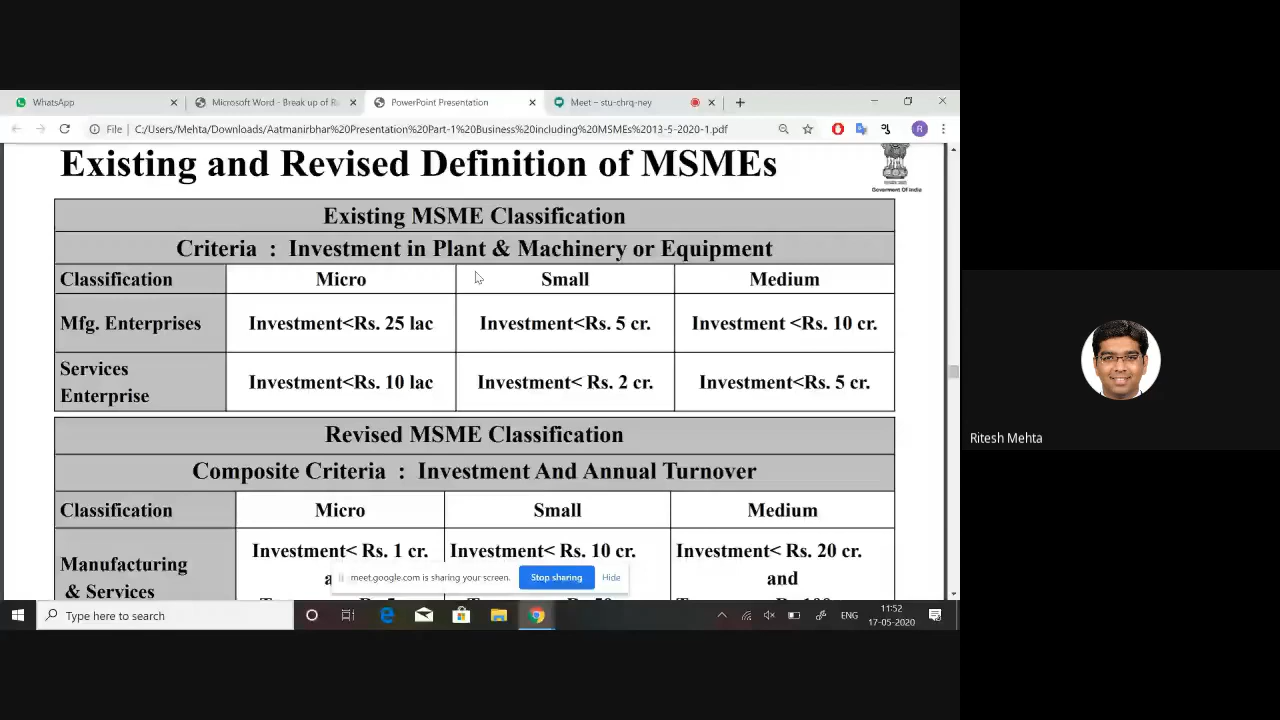 WhatsApp
Microsoft Word - Break up of R
PowerPoint Presentation
Meet – stu-chrq-ney
File
C:/Users/Mehta/Downloads/Aatmanirbhar%20Presentation%20Part-1%20Business%20including%20MSMEs%2013-5-2020-1.pdf
R
Existing and Revised Definition of MSMEs
Government Of India
Existing MSME Classification
Criteria : Investment in Plant & Machinery or Equipment
Classification Micro Small Medium
Mfg. Enterprises Investment<Rs. 25 lac Investment<Rs. 5 cr. Investment <Rs. 10 cr.
Services
Enterprise Investment<Rs. 10 lac Investment< Rs. 2 cr. Investment<Rs. 5 cr.
Revised MSME Classification
Composite Criteria : Investment And Annual Turnover
Classification Micro Small Medium
Manufacturing
& Services
Investment< Rs. 1 cr. Investment< Rs. 10 cr. Investment< Rs. 20 cr.
and
meet.google.com is sharing your screen. Stop sharing Hide
Type here to search
ENG
11:52
17-05-2020
Ritesh Mehta